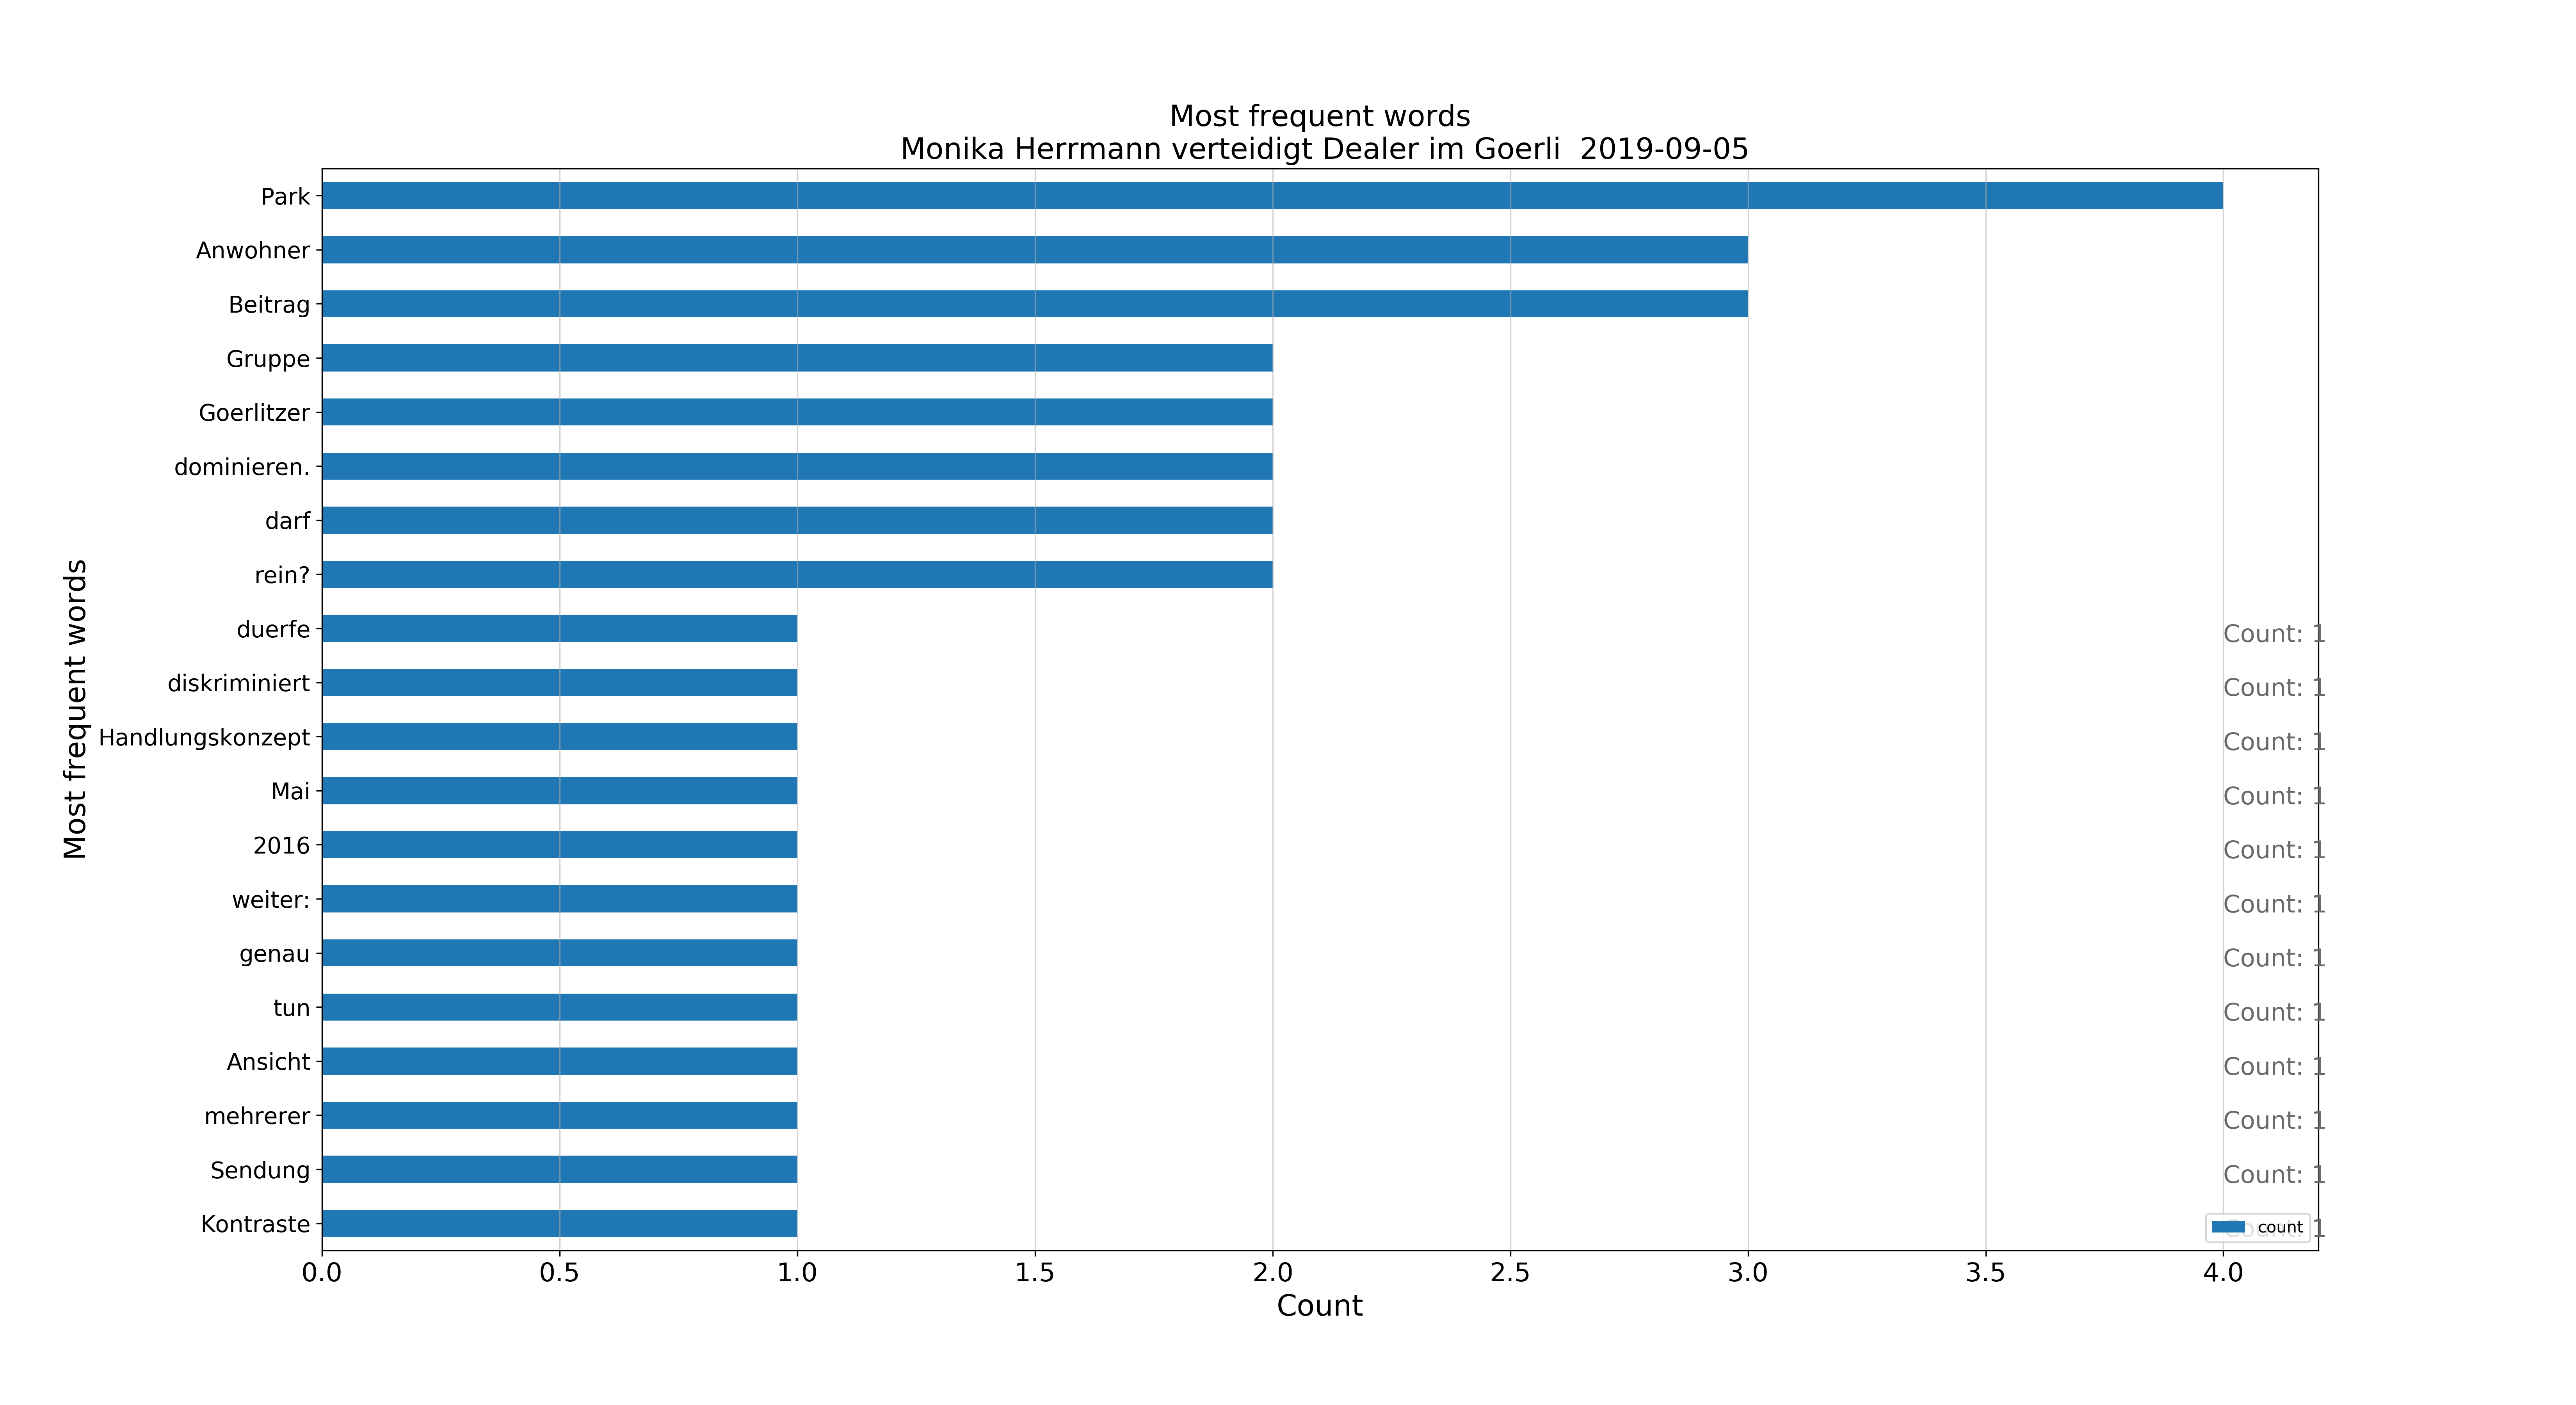 Most frequent words
Monika Herrmann verteidigt Dealer im Goerli  2019-09-05
Most frequent words
Park
Anwohner
Beitrag
Gruppe
Goerlitzer
dominieren.
darf
rein?
duerfe Count: 1
diskriminiert Count: 1
Handlungskonzept Count: 1
Mai Count: 1
2016 Count: 1
weiter: Count: 1
genau Count: 1
tun Count: 1
Ansicht Count: 1
mehrerer Count: 1
Sendung Count: 1
Kontraste Count: 1
count
0.0 0.5 1.0 1.5 2.0 2.5 3.0 3.5 4.0
Count